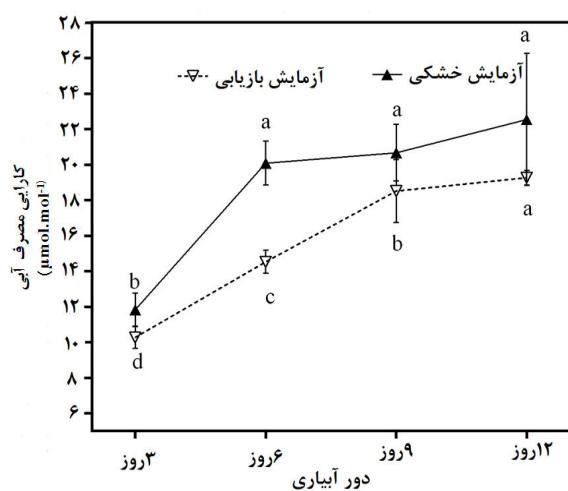 ۲۸
۲۶
۲۴
۲۲
۲۰
۱۸
۱۶
۱۴
۱۲
۱۰
۸
۶
کارایی مصرف آبی
(µmol.mol-1)
آزمایش خشکی
آزمایش بازیابی
a
a
a
b
a
b
c
d
۳روز
۶روز
۹روز
۱۲روز
دور آبیاری